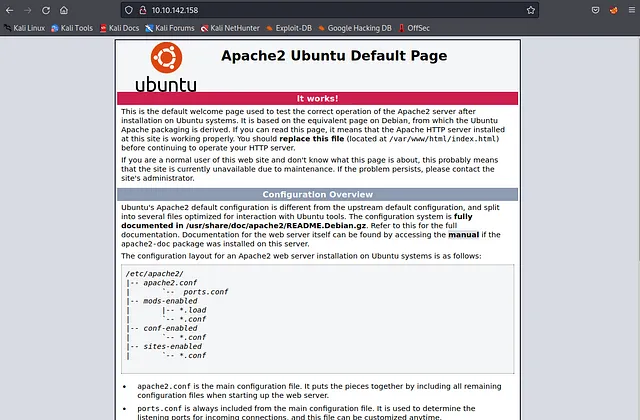 10.10.142.158
Kali Linux Kali Tools Kali Docs Kali Forums Kali NetHunter Exploit-DB Google Hacking DB OffSec
Apache2 Ubuntu Default Page
ubuntu
It works!
This is the default welcome page used to test the correct operation of the Apache2 server after
installation on Ubuntu systems. It is based on the equivalent page on Debian, from which the Ubuntu
Apache packaging is derived. If you can read this page, it means that the Apache HTTP server installed
at this site is working properly. You should replace this file (located at /var/www/html/index.html)
before continuing to operate your HTTP server.
If you are a normal user of this web site and don't know what this page is about, this probably means
that the site is currently unavailable due to maintenance. If the problem persists, please contact the
site's administrator.
Configuration Overview
Ubuntu's Apache2 default configuration is different from the upstream default configuration, and split
into several files optimized for interaction with Ubuntu tools. The configuration system is fully
documented in /usr/share/doc/apache2/README.Debian.gz. Refer to this for the full
documentation. Documentation for the web server itself can be found by accessing the manual if the
apache2-doc package was installed on this server.
The configuration layout for an Apache2 web server installation on Ubuntu systems is as follows:
/etc/apache2/
|-- apache2.conf
|       `--  ports.conf
|-- mods-enabled
|       |-- *.load
|       `-- *.conf
|-- conf-enabled
|       `-- *.conf
|-- sites-enabled
|       `-- *.conf
• apache2.conf is the main configuration file. It puts the pieces together by including all remaining
configuration files when starting up the web server.
• ports.conf is always included from the main configuration file. It is used to determine the
listening ports for incoming connections, and this file can be customized anytime.